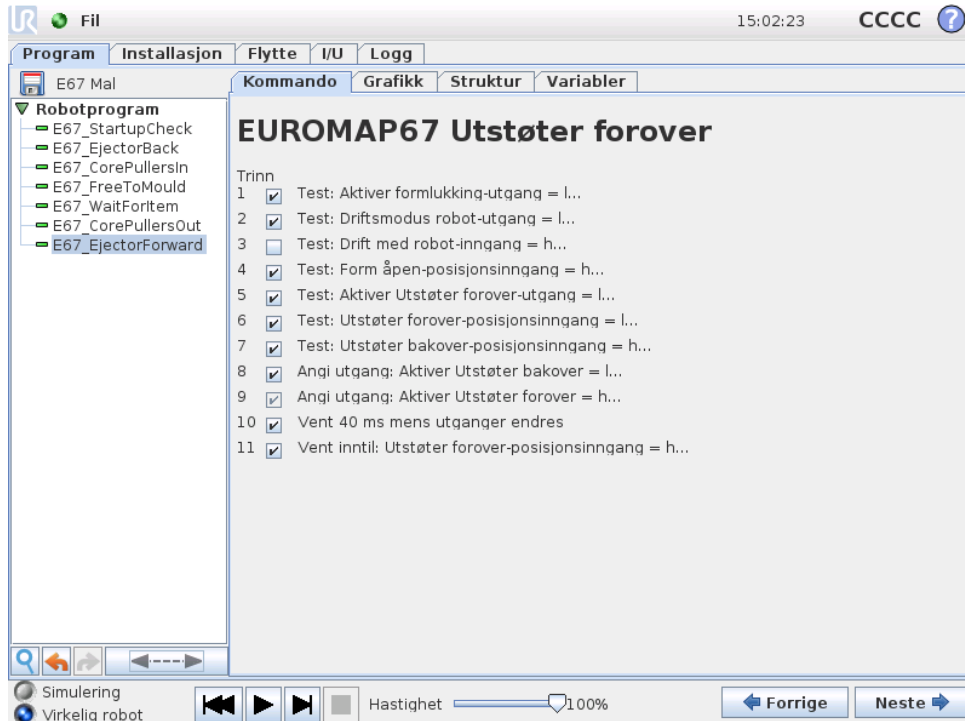 UR Fil 15:02:23 CCCC ?
Program Installasjon Flytte I/U Logg
E67 Mal
Kommando Grafikk Struktur Variabler
Robotprogram
E67_StartupCheck
E67_EjectorBack
E67_CorePullersIn
E67_FreeToMould
E67_WaitForItem
E67_CorePullersOut
E67_EjectorForward
EUROMAP67 Utstøter forover
Trinn
1 Test: Aktiver formlukking-utgang = l...
2 Test: Driftsmodus robot-utgang = l...
3 Test: Drift med robot-inngang = h...
4 Test: Form åpen-posisjonsinngang = h...
5 Test: Aktiver Utstøter forover-utgang = l...
6 Test: Utstøter forover-posisjonsinngang = l...
7 Test: Utstøter bakover-posisjonsinngang = h...
8 Angi utgang: Aktiver Utstøter bakover = l...
9 Angi utgang: Aktiver Utstøter forover = h...
10 Vent 40 ms mens utganger endres
11 Vent inntil: Utstøter forover-posisjonsinngang = h...
Simulering
Virkelig robot
Hastighet 100%
Forrige Neste